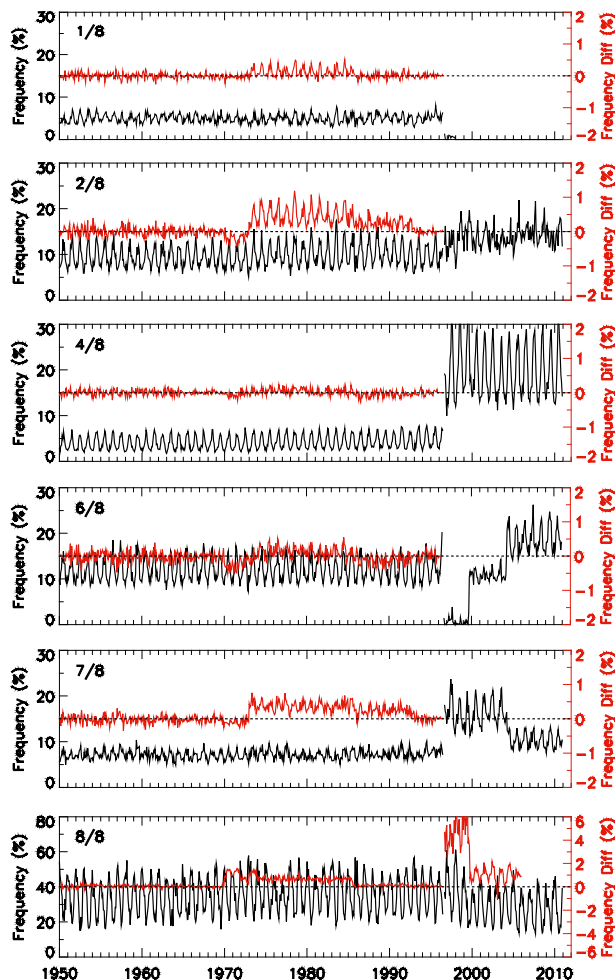 30 1/8 2
20 1
10 0
0 -1
-2
Frequency (%)
Frequency Diff (%)
30 2/8 2
20 1
10 0
0 -1
-2
Frequency (%)
Frequency Diff (%)
30 4/8 2
20 1
10 0
0 -1
-2
Frequency (%)
Frequency Diff (%)
30 6/8 2
20 1
10 0
0 -1
-2
Frequency (%)
Frequency Diff (%)
30 7/8 2
20 1
10 0
0 -1
-2
Frequency (%)
Frequency Diff (%)
80 8/8 6
60 4
40 2
20 0
0 -2
-4
-6
Frequency (%)
Frequency Diff (%)
1950 1960 1970 1980 1990 2000 2010